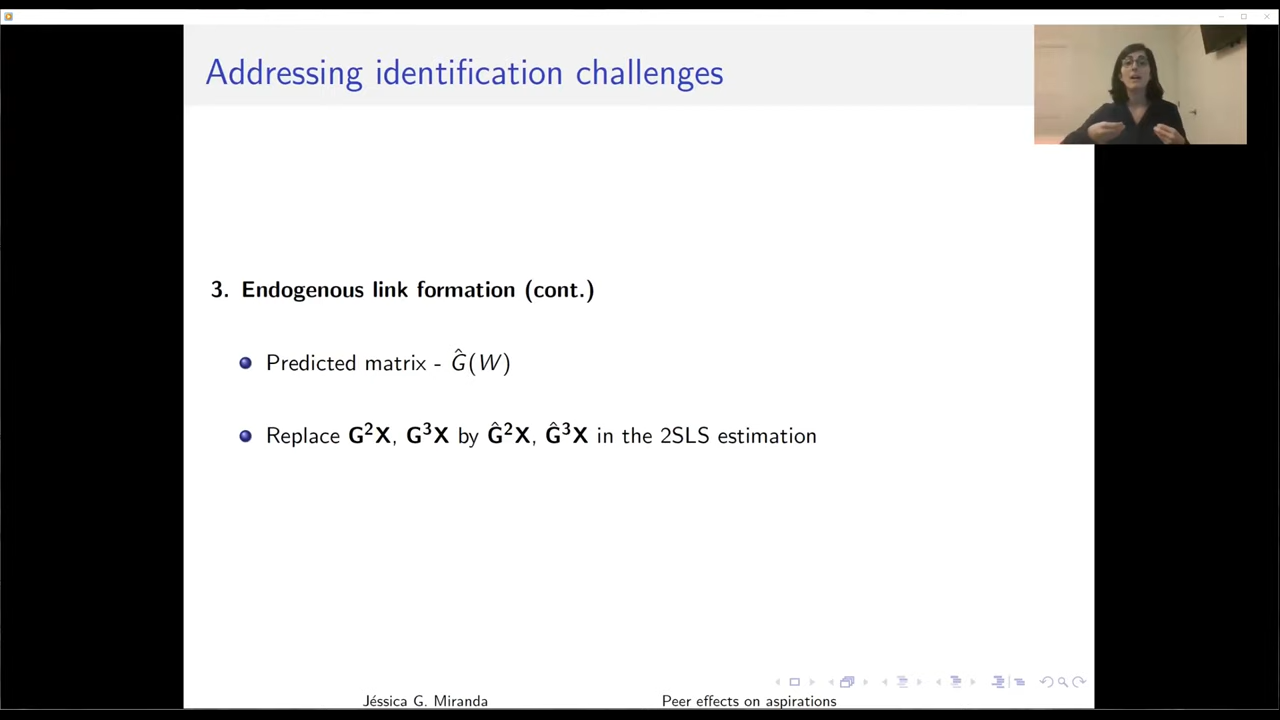 Addressing identification challenges
3. Endogenous link formation (cont.)
Predicted matrix - Ĝ(W)
Replace G²X, G³X by Ĝ²X, Ĝ³X in the 2SLS estimation
Jéssica G. Miranda
Peer effects on aspirations